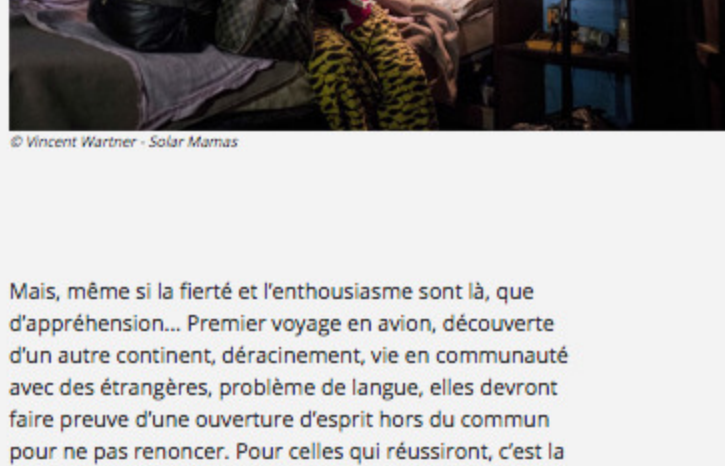 © Vincent Wartner - Solar Mamas
Mais, même si la fierté et l'enthousiasme sont là, que
d'appréhension... Premier voyage en avion, découverte
d'un autre continent, déracinement, vie en communauté
avec des étrangères, problème de langue, elles devront
faire preuve d'une ouverture d'esprit hors du commun
pour ne pas renoncer. Pour celles qui réussiront, c'est la